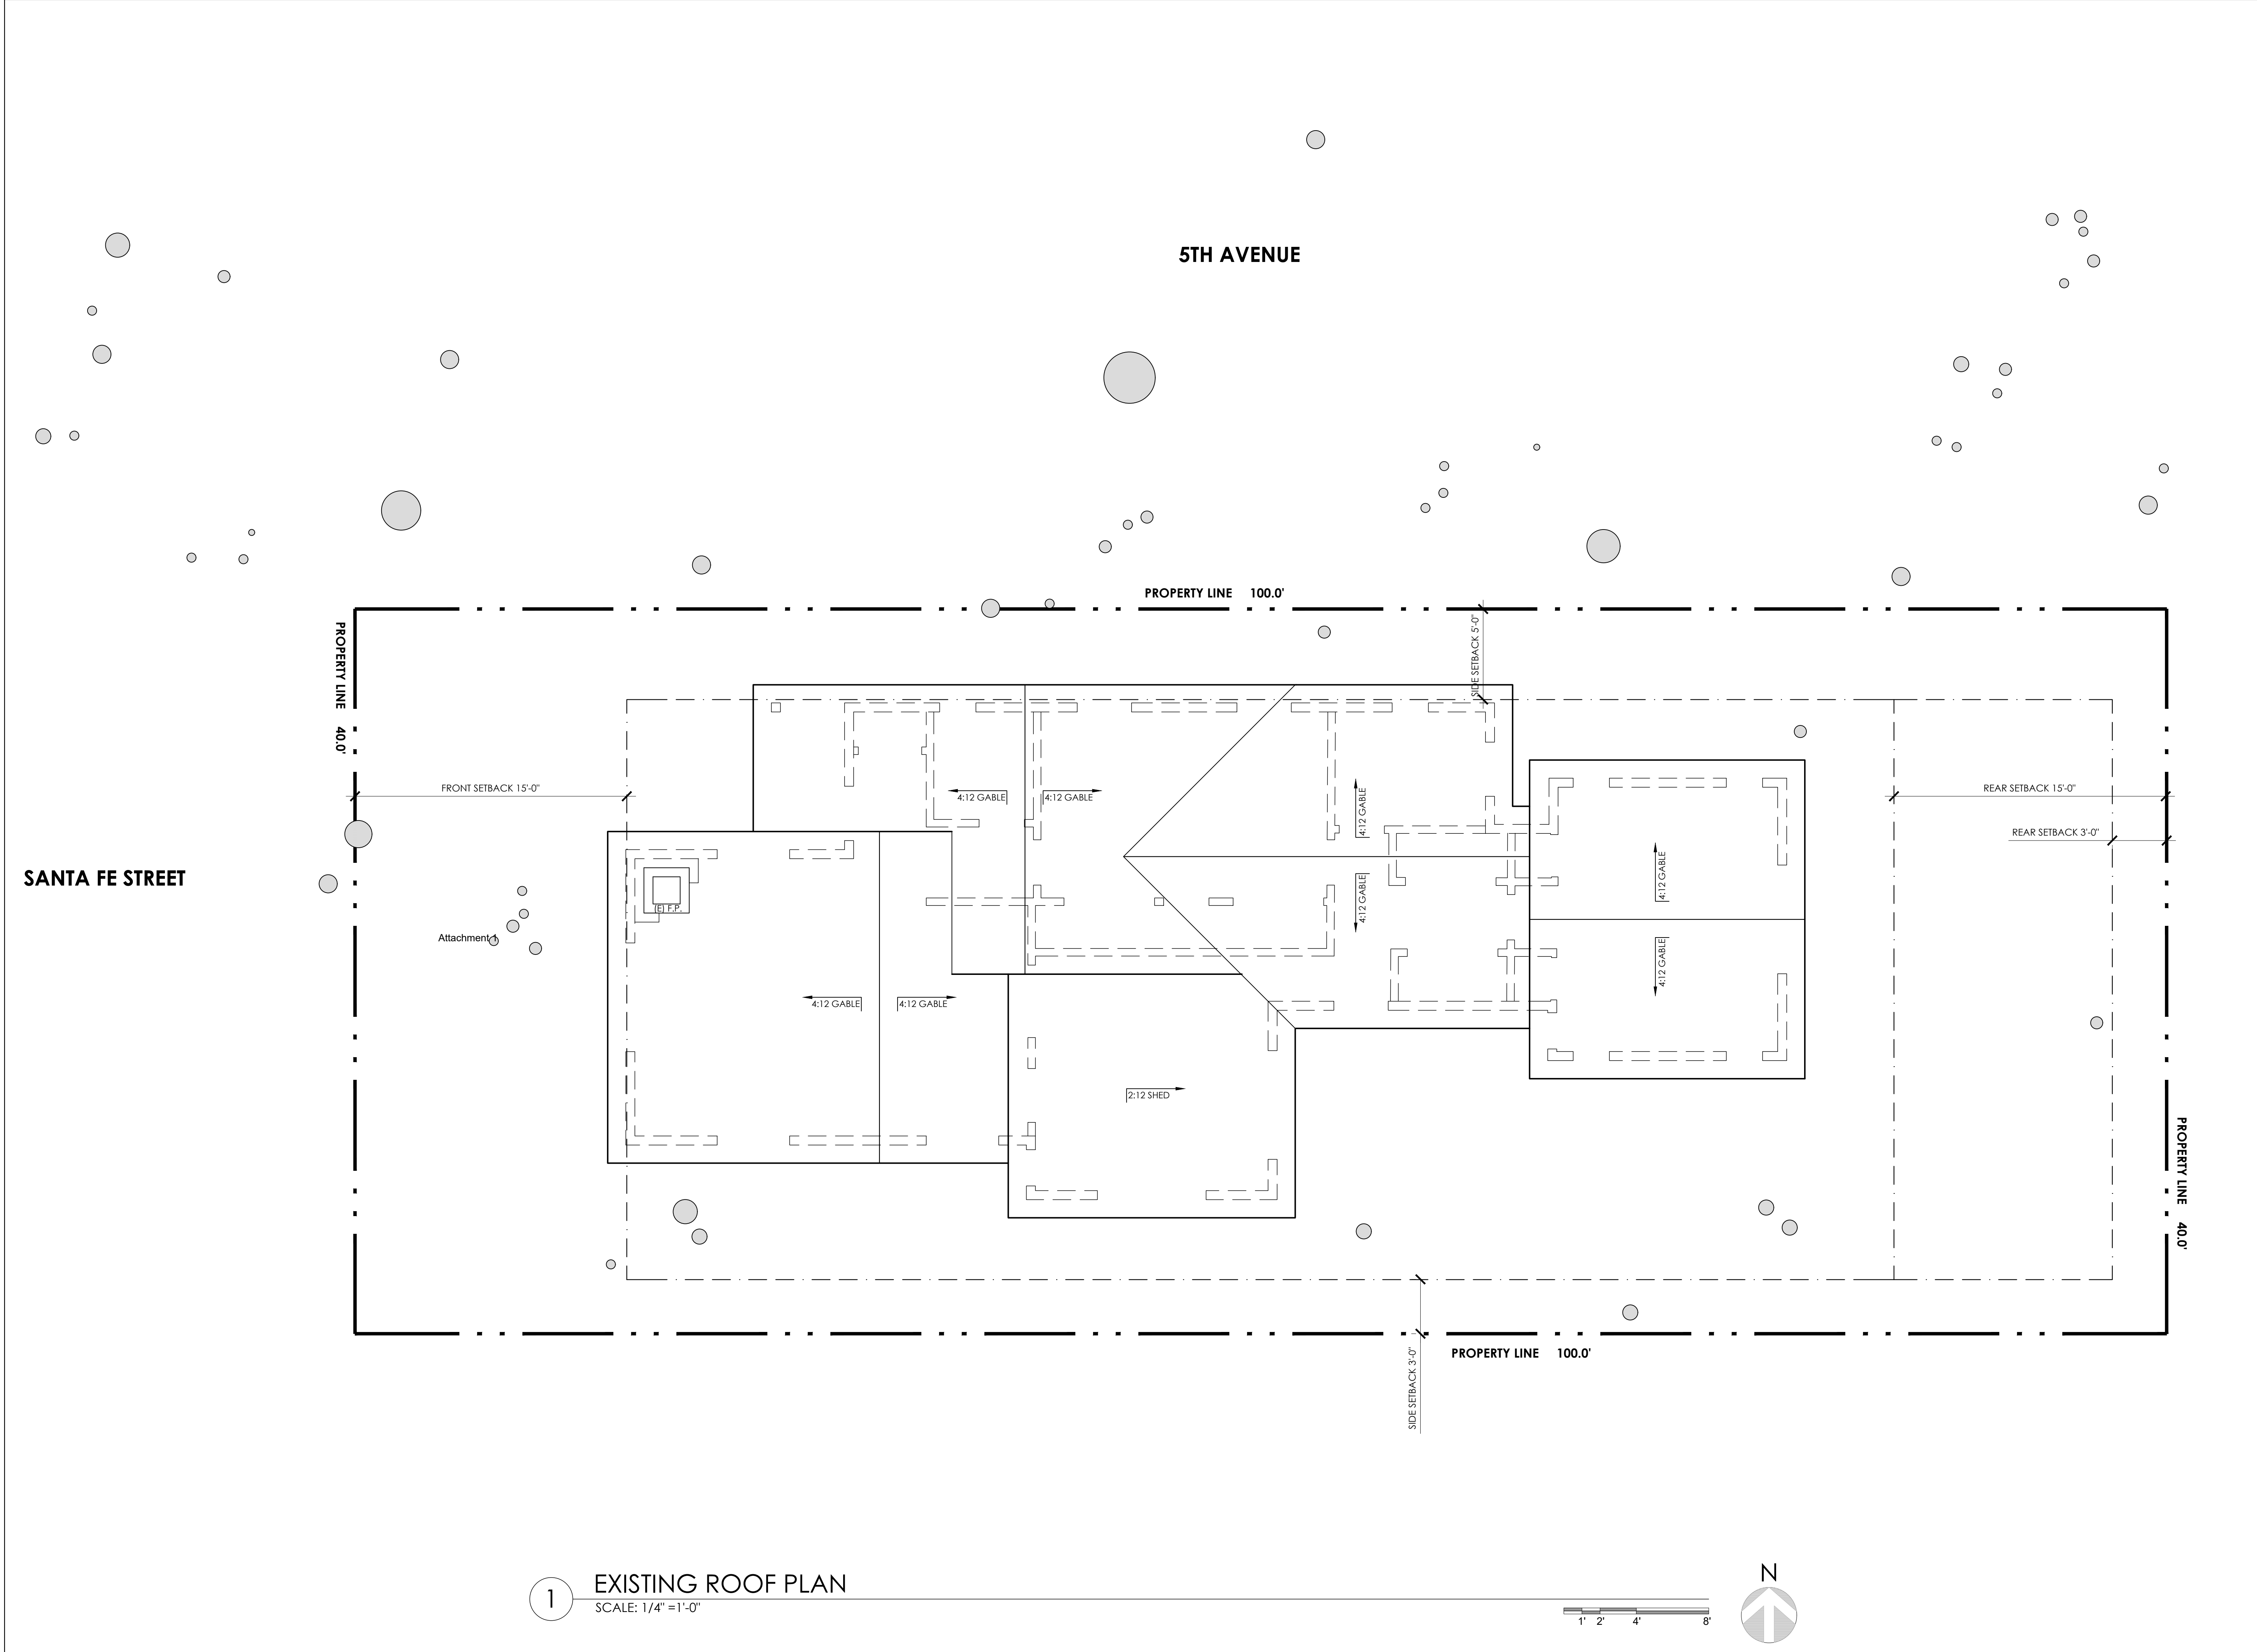 5TH AVENUE
PROPERTY LINE 100.0'
PROPERTY LINE 40.0'
SIDE SETBACK 5'-0"
FRONT SETBACK 15'-0"
4:12 GABLE
4:12 GABLE
4:12 GABLE
REAR SETBACK 15'-0"
REAR SETBACK 3'-0"
SANTA FE STREET
4:12 GABLE
4:12 GABLE
(E) F.P.
Attachment 1
4:12 GABLE
4:12 GABLE
4:12 GABLE
2:12 SHED
PROPERTY LINE 40.0'
PROPERTY LINE 100.0'
SIDE SETBACK 3'-0"
1
EXISTING ROOF PLAN
SCALE: 1/4" =1'-0"
1' 2' 4' 8'
N